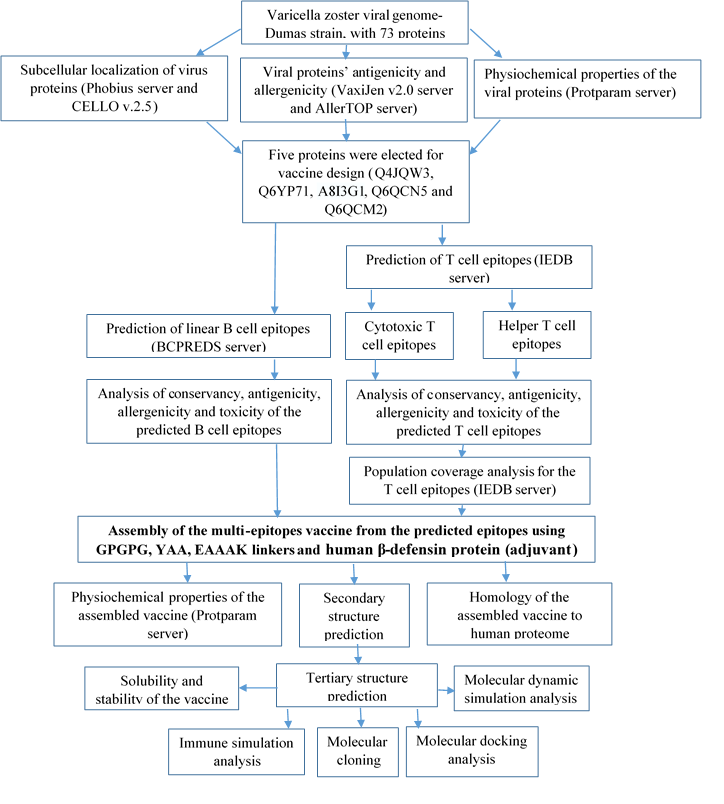 Varicella zoster viral genome-
Dumas strain, with 73 proteins
Subcellular localization of virus
proteins (Phobius server and
CELLO v.2.5)
Viral proteins' antigenicity and
allergenicity (VaxiJen v2.0 server
and AllerTOP server)
Physiochemical properties of the
viral proteins (Protparam server)
Five proteins were elected for
vaccine design (Q4JQW3,
Q6YP71, A8I3G1, Q6QCN5 and
Q6QCM2)
Prediction of T cell epitopes (IEDB
server)
Prediction of linear B cell epitopes
(BCPREDS server)
Cytotoxic T
cell epitopes
Helper T cell
epitopes
Analysis of conservancy, antigenicity,
allergenicity and toxicity of the
predicted B cell epitopes
Analysis of conservancy, antigenicity,
allergenicity and toxicity of the
predicted T cell epitopes
Population coverage analysis for the
T cell epitopes (IEDB server)
Assembly of the multi-epitopes vaccine from the predicted epitopes using
GPGPG, YAA, EAAAK linkers and human β-defensin protein (adjuvant)
Physiochemical properties of the
assembled vaccine (Protparam
server)
Secondary
structure
prediction
Homology of the
assembled vaccine to
human proteome
Solubility and
stability of the vaccine
Tertiary structure
prediction
Molecular dynamic
simulation analysis
Immune simulation
analysis
Molecular
cloning
Molecular docking
analysis